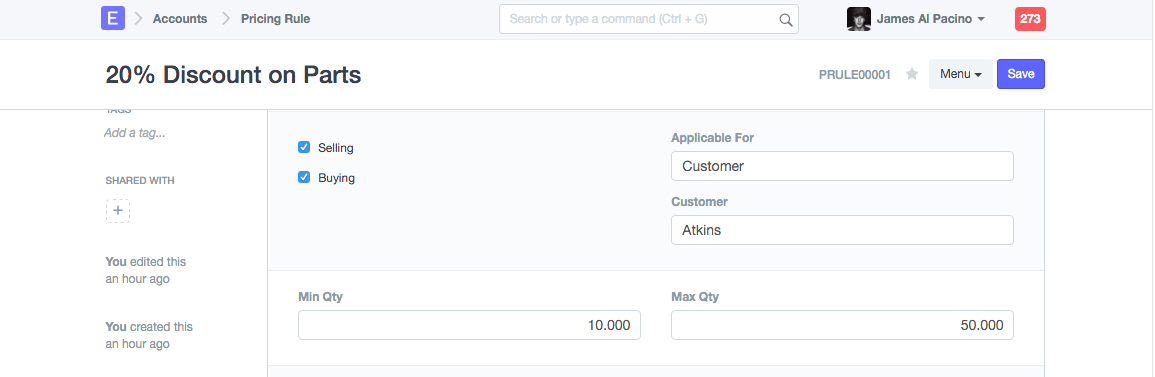 E Accounts Pricing Rule Search or type a command (Ctrl + G) James Al Pacino 273
20% Discount on Parts PRULE00001 Menu Save
TAGS
Add a tag...
SHARED WITH
+
You edited this
an hour ago
You created this
an hour ago
Selling
Buying
Applicable For
Customer
Customer
Atkins
Min Qty Max Qty
10.000 50.000